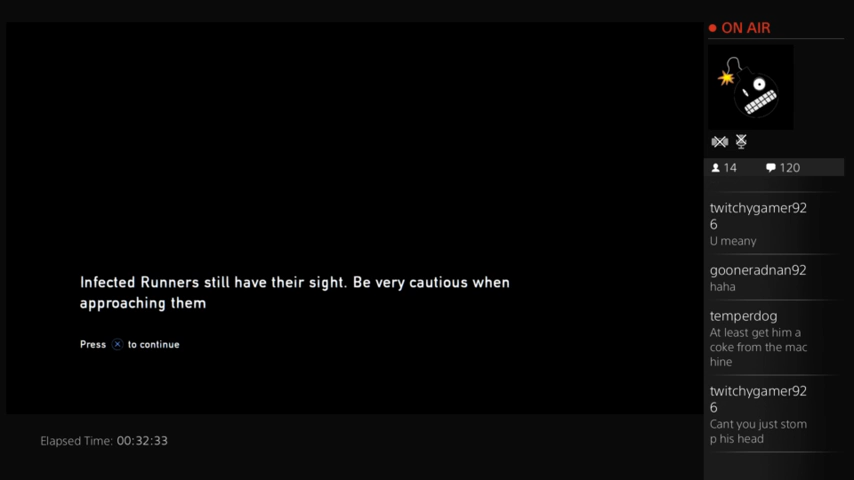 ON AIR
14 120
twitchygamer92
6
U meany
gooneradnan92
haha
temperdog
At least get him a
coke from the mac
hine
twitchygamer92
6
Cant you just stom
p his head
Infected Runners still have their sight. Be very cautious when
approaching them
Press ⓧ to continue
Elapsed Time: 00:32:33